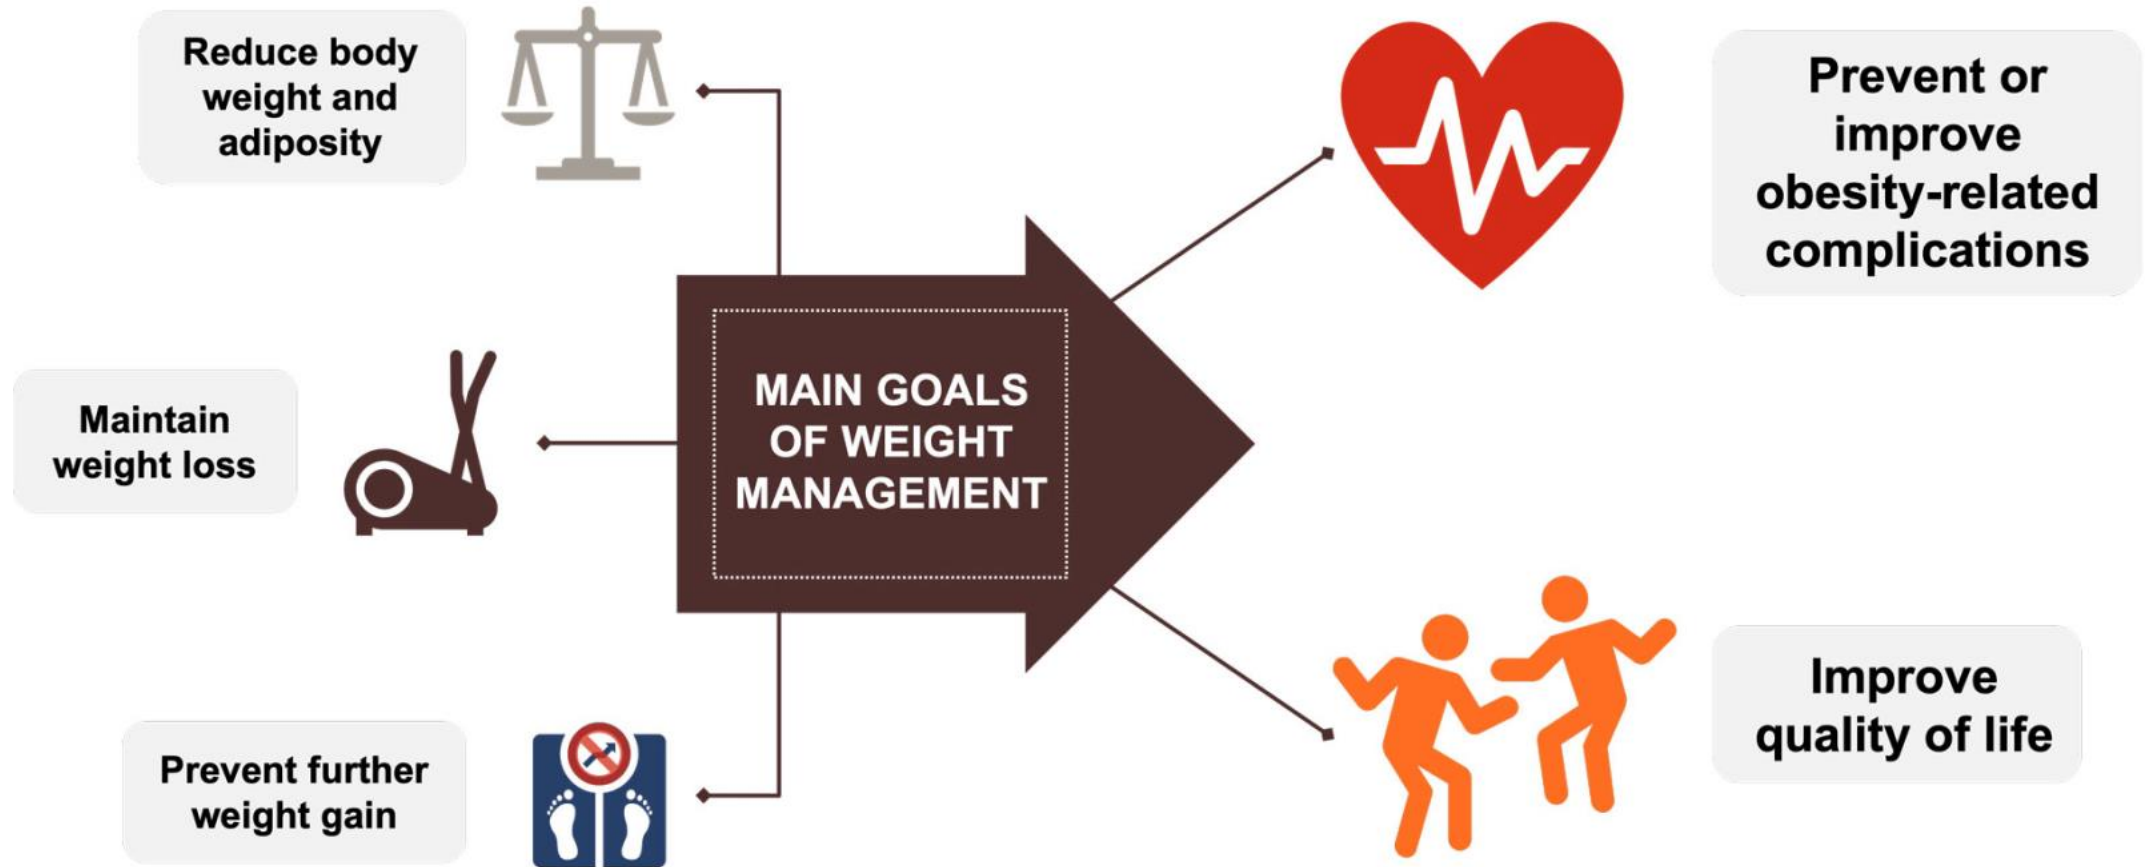 Reduce body
weight and
adiposity
Maintain
weight loss
Prevent further
weight gain
MAIN GOALS
OF WEIGHT
MANAGEMENT
Prevent or
improve
obesity-related
complications
Improve
quality of life